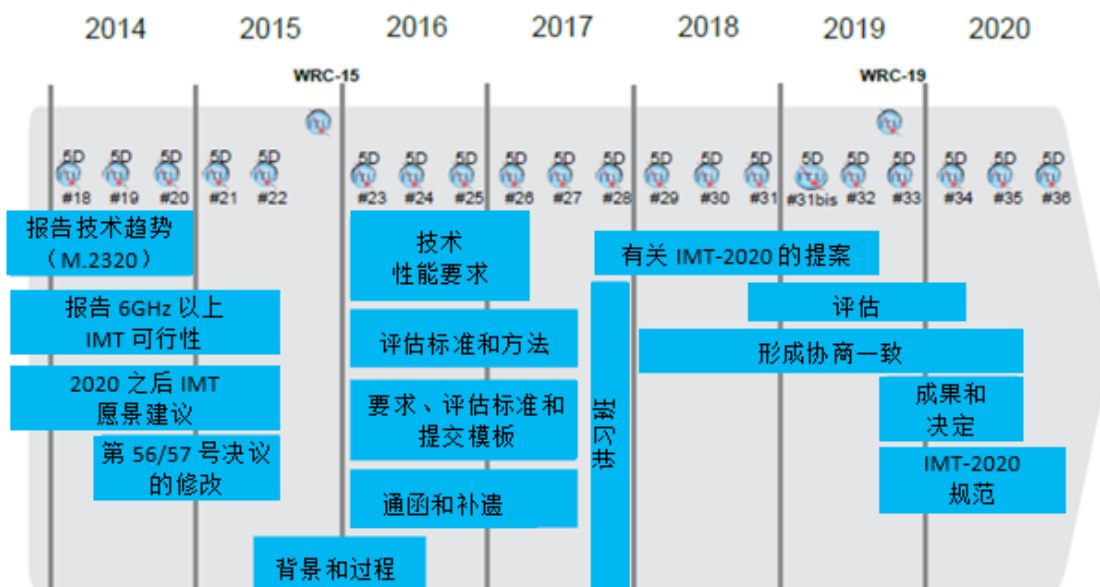 2014 2015 2016 2017 2018 2019 2020
WRC-15 WRC-19
5D 5D 5D 5D 5D 5D 5D 5D 5D 5D 5D 5D 5D 5D 5D 5D 5D 5D 5D 5D
#18 #19 #20 #21 #22 #23 #24 #25 #26 #27 #28 #29 #30 #31 #31bis #32 #33 #34 #35 #36
报告技术趋势
(M.2320)
报告 6GHz 以上
IMT 可行性
2020 之后 IMT
愿景建议
第 56/57 号决议
的修改
背景和过程
技术
性能要求
评估标准和方法
要求、评估标准和
提交模板
通函和补遗
讲习班
有关 IMT-2020 的提案
评估
形成协商一致
成果和
决定
IMT-2020
规范